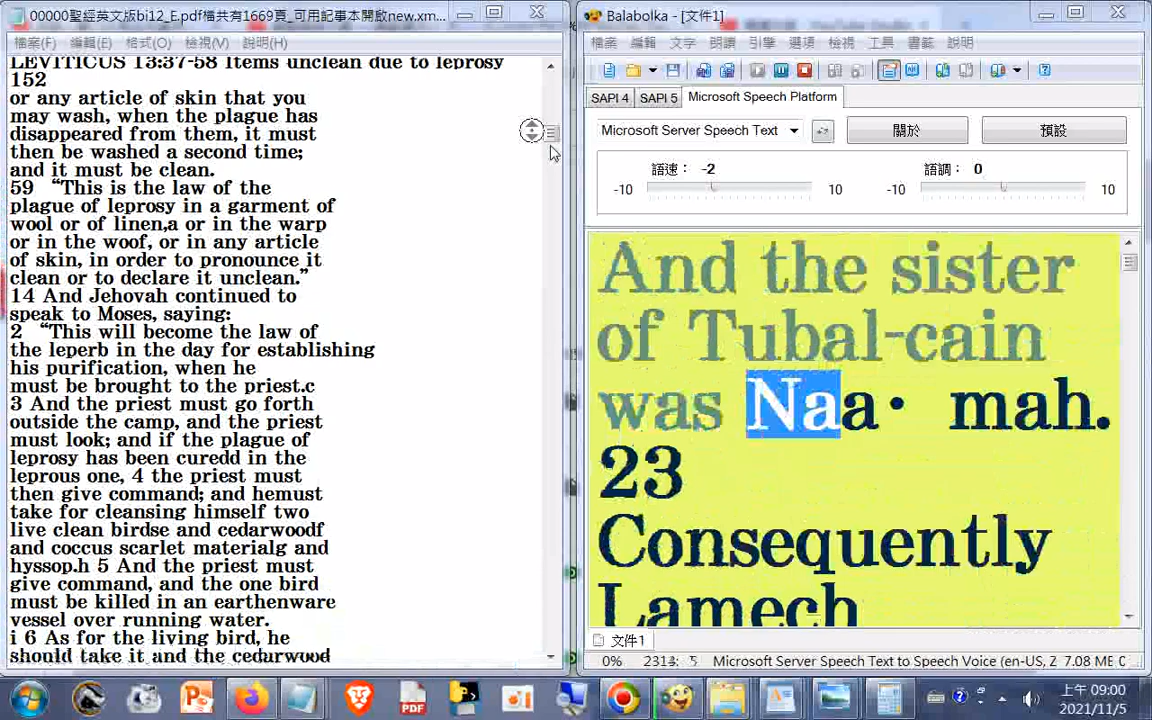 00000聖經英文版bi12_E.pdf檔共有1669頁_可用記事本開啟new.xm...
檔案(F) 編輯(E) 格式(O) 檢視(V) 說明(H)
LEVITICUS 13:37-58 Items unclean due to leprosy
152
or any article of skin that you
may wash, when the plague has
disappeared from them, it must
then be washed a second time;
and it must be clean.
59 “This is the law of the
plague of leprosy in a garment of
wool or of linen,a or in the warp
or in the woof, or in any article
of skin, in order to pronounce it
clean or to declare it unclean.”
14 And Jehovah continued to
speak to Moses, saying:
2 “This will become the law of
the leperb in the day for establishing
his purification, when he
must be brought to the priest.c
3 And the priest must go forth
outside the camp, and the priest
must look; and if the plague of
leprosy has been curedd in the
leprous one, 4 the priest must
then give command; and hemust
take for cleansing himself two
live clean birdse and cedarwoodf
and coccus scarlet materialg and
hyssop.h 5 And the priest must
give command, and the one bird
must be killed in an earthenware
vessel over running water.
i 6 As for the living bird, he
should take it and the cedarwood
Balabolka - [文件1]
檔案 編輯 文字 朗讀 引擎 選項 檢視 工具 書籤 說明
SAPI 4 SAPI 5 Microsoft Speech Platform
Microsoft Server Speech Text 關於 預設
語速： -2 語調： 0
-10 10 -10 10
And the sister
of Tubal-cain
was Naa· mah.
23
Consequently
Lamech
文件1
0% 2313: 5 Microsoft Server Speech Text to Speech Voice (en-US, Z 7.08 ME
上午 09:00
2021/11/5